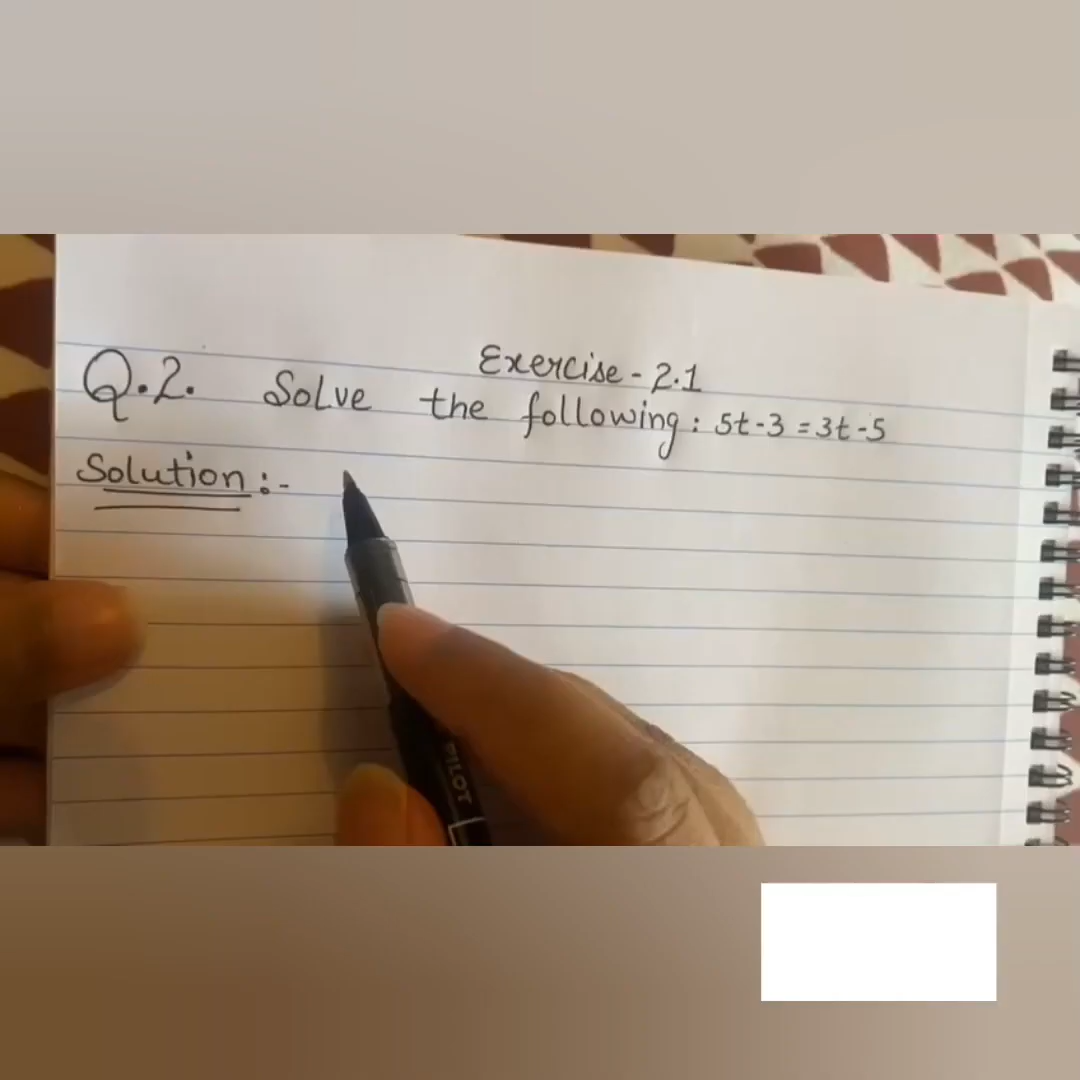 Exercise - 2.1
Q.2. Solve the following : 5t - 3 = 3t - 5
Solution :-
PILOT